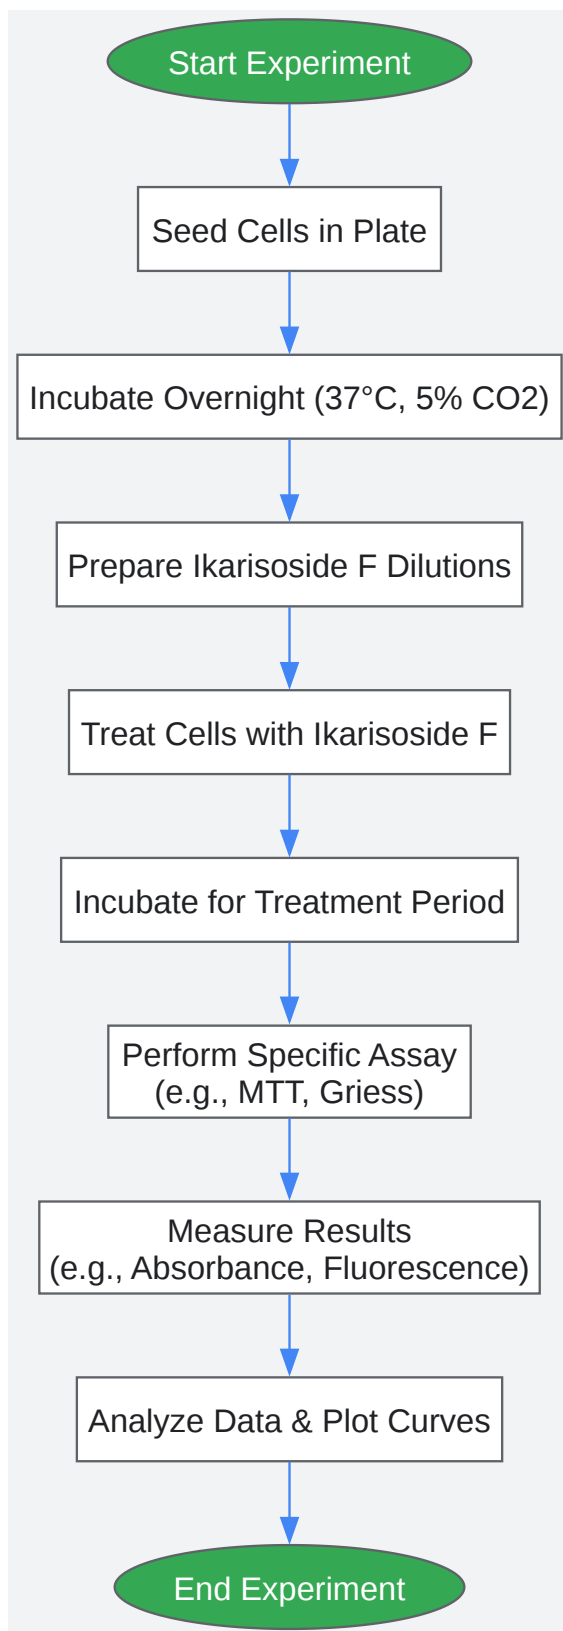 Start Experiment
Seed Cells in Plate
Incubate Overnight (37°C, 5% CO2)
Prepare Ikarisoside F Dilutions
Treat Cells with Ikarisoside F
Incubate for Treatment Period
Perform Specific Assay
(e.g., MTT, Griess)
Measure Results
(e.g., Absorbance, Fluorescence)
Analyze Data & Plot Curves
End Experiment